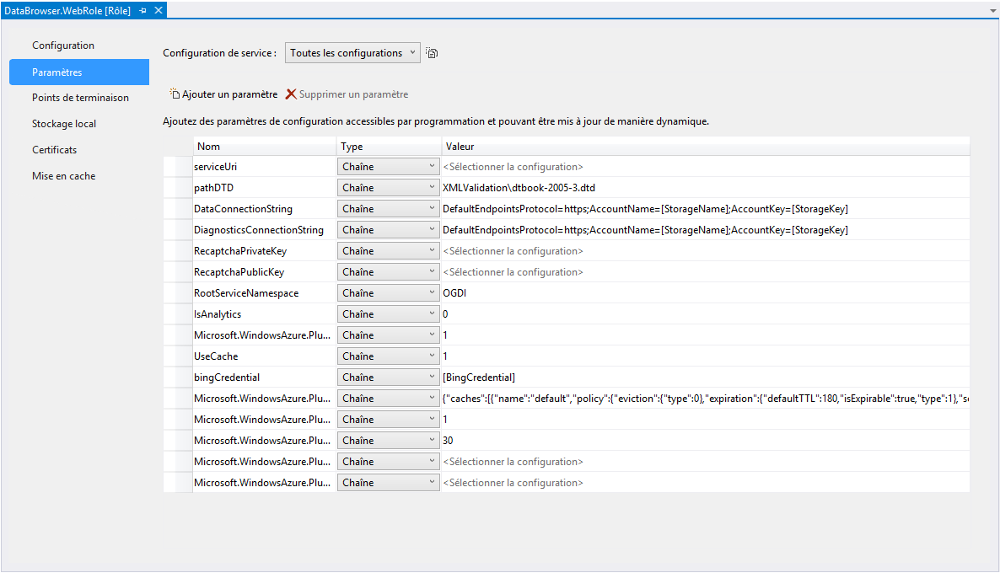 DataBrowser.WebRole [Rôle]
Configuration
Paramètres
Points de terminaison
Stockage local
Certificats
Mise en cache
Configuration de service : Toutes les configurations
Ajouter un paramètre Supprimer un paramètre
Ajoutez des paramètres de configuration accessibles par programmation et pouvant être mis à jour de manière dynamique.
Nom Type Valeur
serviceUri Chaîne <Sélectionner la configuration>
pathDTD Chaîne XMLValidation\dtbook-2005-3.dtd
DataConnectionString Chaîne DefaultEndpointsProtocol=https;AccountName=[StorageName];AccountKey=[StorageKey]
DiagnosticsConnectionString Chaîne DefaultEndpointsProtocol=https;AccountName=[StorageName];AccountKey=[StorageKey]
RecaptchaPrivateKey Chaîne <Sélectionner la configuration>
RecaptchaPublicKey Chaîne <Sélectionner la configuration>
RootServiceNamespace Chaîne OGDI
IsAnalytics Chaîne 0
Microsoft.WindowsAzure.Plu... Chaîne 1
UseCache Chaîne 1
bingCredential Chaîne [BingCredential]
Microsoft.WindowsAzure.Plu... Chaîne {"caches":[{"name":"default","policy":{"eviction":{"type":0},"expiration":{"defaultTTL":180,"isExpirable":true,"type":1},"se
Microsoft.WindowsAzure.Plu... Chaîne 1
Microsoft.WindowsAzure.Plu... Chaîne 30
Microsoft.WindowsAzure.Plu... Chaîne <Sélectionner la configuration>
Microsoft.WindowsAzure.Plu... Chaîne <Sélectionner la configuration>